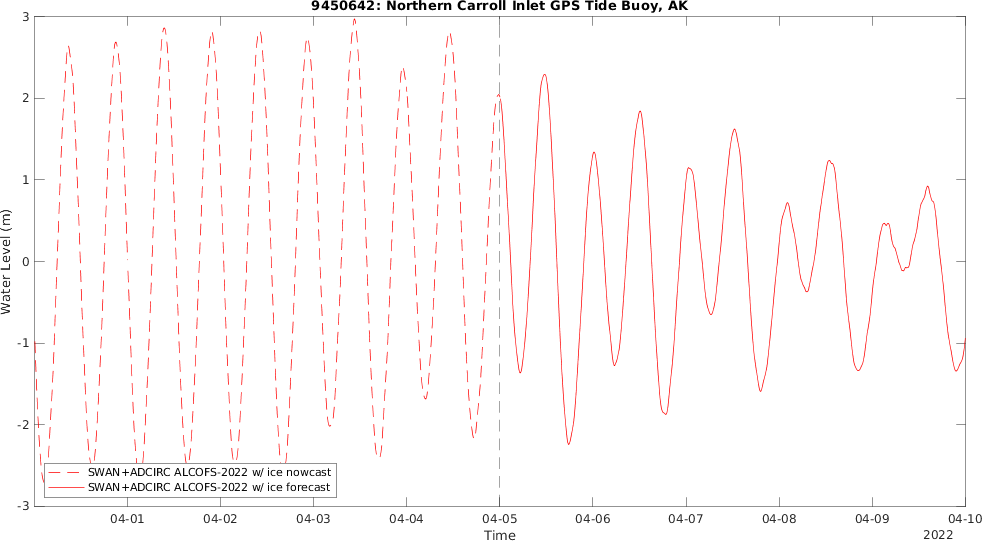 9450642: Northern Carroll Inlet GPS Tide Buoy, AK
3
2
1
0
-1
-2
-3
Water Level (m)
SWAN+ADCIRC ALCOFS-2022 w/ ice nowcast
SWAN+ADCIRC ALCOFS-2022 w/ ice forecast
04-01 04-02 04-03 04-04 04-05 04-06 04-07 04-08 04-09 04-10
Time
2022